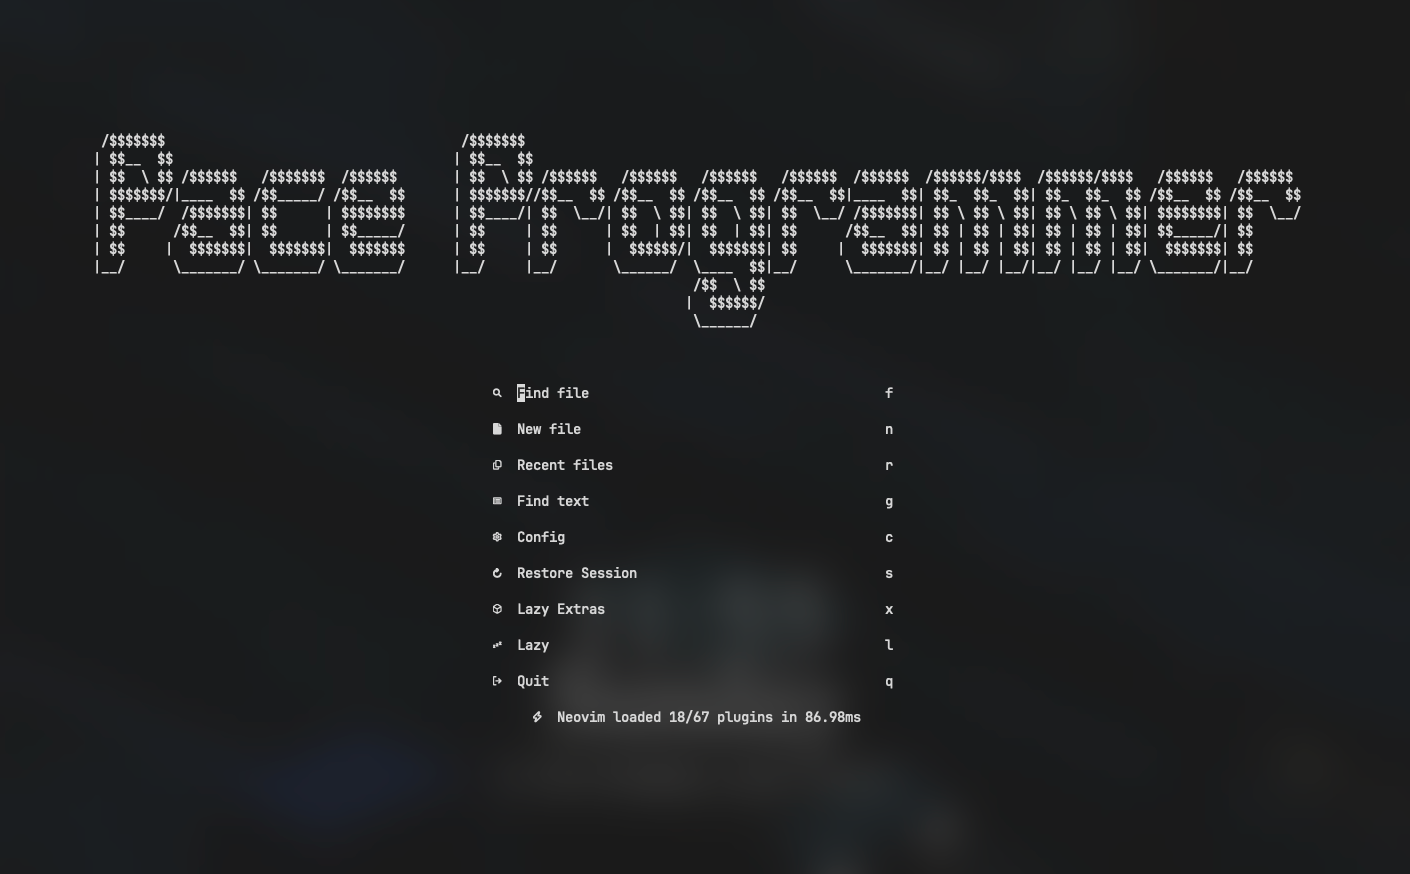 Pace Programmer
Find file f
New file n
Recent files r
Find text g
Config c
Restore Session s
Lazy Extras x
Lazy l
Quit q
Neovim loaded 18/67 plugins in 86.98ms